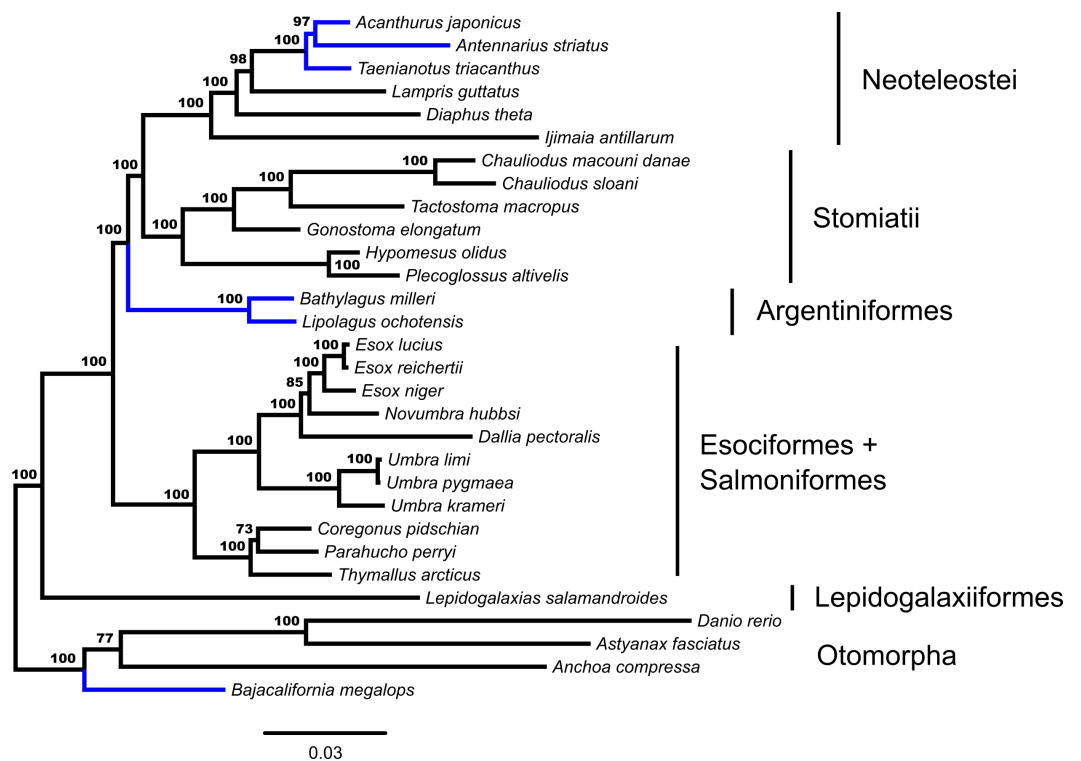 97
Acanthurus japonicus
100
Antennarius striatus
98
Taenianotus triacanthus
100
Lampris guttatus
Neoteleostei
100
Diaphus theta
Ijimaia antillarum
100
100
Chauliodus macouni danae
100
Chauliodus sloani
100
Tactostoma macropus
Stomiatii
100
Gonostoma elongatum
100
Hypomesus olidus
100
Plecoglossus altivelis
100
Bathylagus milleri
Argentiniformes
Lipolagus ochotensis
100
100
Esox lucius
100
Esox reichertii
85
Esox niger
100
Novumbra hubbsi
100
Dallia pectoralis
Esociformes +
Salmoniformes
100
Umbra limi
100
Umbra pygmaea
100
Umbra krameri
73
Coregonus pidschian
100
Parahucho perryi
Thymallus arcticus
100
Lepidogalaxias salamandroides
Lepidogalaxiiformes
100
Danio rerio
77
Astyanax fasciatus
Otomorpha
100
Anchoa compressa
Bajacalifornia megalops
0.03